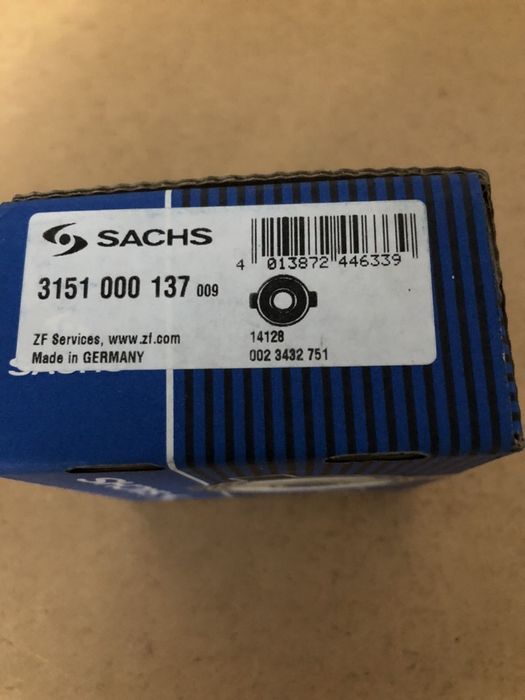 SACHS
4 013872 446339
3151 000 137 009
ZF Services, www.zf.com
Made in GERMANY
14128
002 3432 751
SACHS